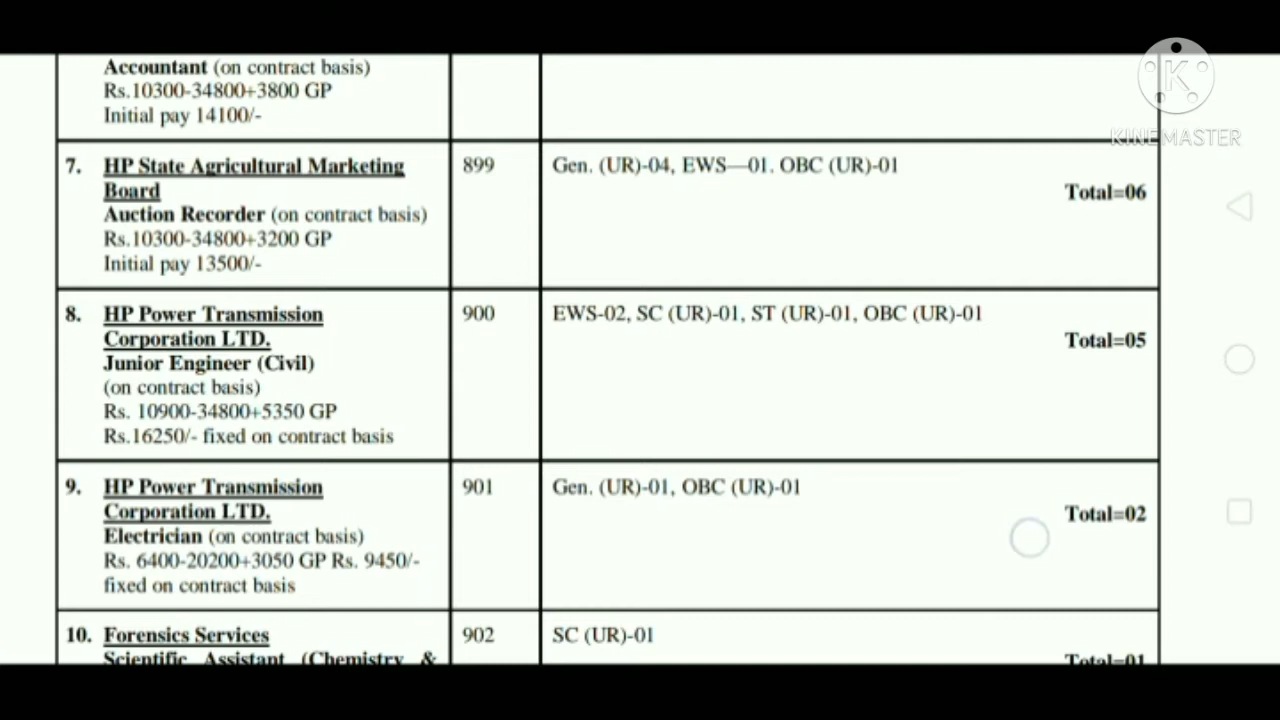 Accountant (on contract basis)
Rs.10300-34800+3800 GP
Initial pay 14100/-
KINEMASTER
7. HP State Agricultural Marketing 899 Gen. (UR)-04, EWS—01. OBC (UR)-01
Board Total=06
Auction Recorder (on contract basis)
Rs.10300-34800+3200 GP
Initial pay 13500/-
8. HP Power Transmission 900 EWS-02, SC (UR)-01, ST (UR)-01, OBC (UR)-01
Corporation LTD. Total=05
Junior Engineer (Civil)
(on contract basis)
Rs. 10900-34800+5350 GP
Rs.16250/- fixed on contract basis
9. HP Power Transmission 901 Gen. (UR)-01, OBC (UR)-01
Corporation LTD. Total=02
Electrician (on contract basis)
Rs. 6400-20200+3050 GP Rs. 9450/-
fixed on contract basis
10. Forensics Services 902 SC (UR)-01
Scientific Assistant (Chemistry & Total=01